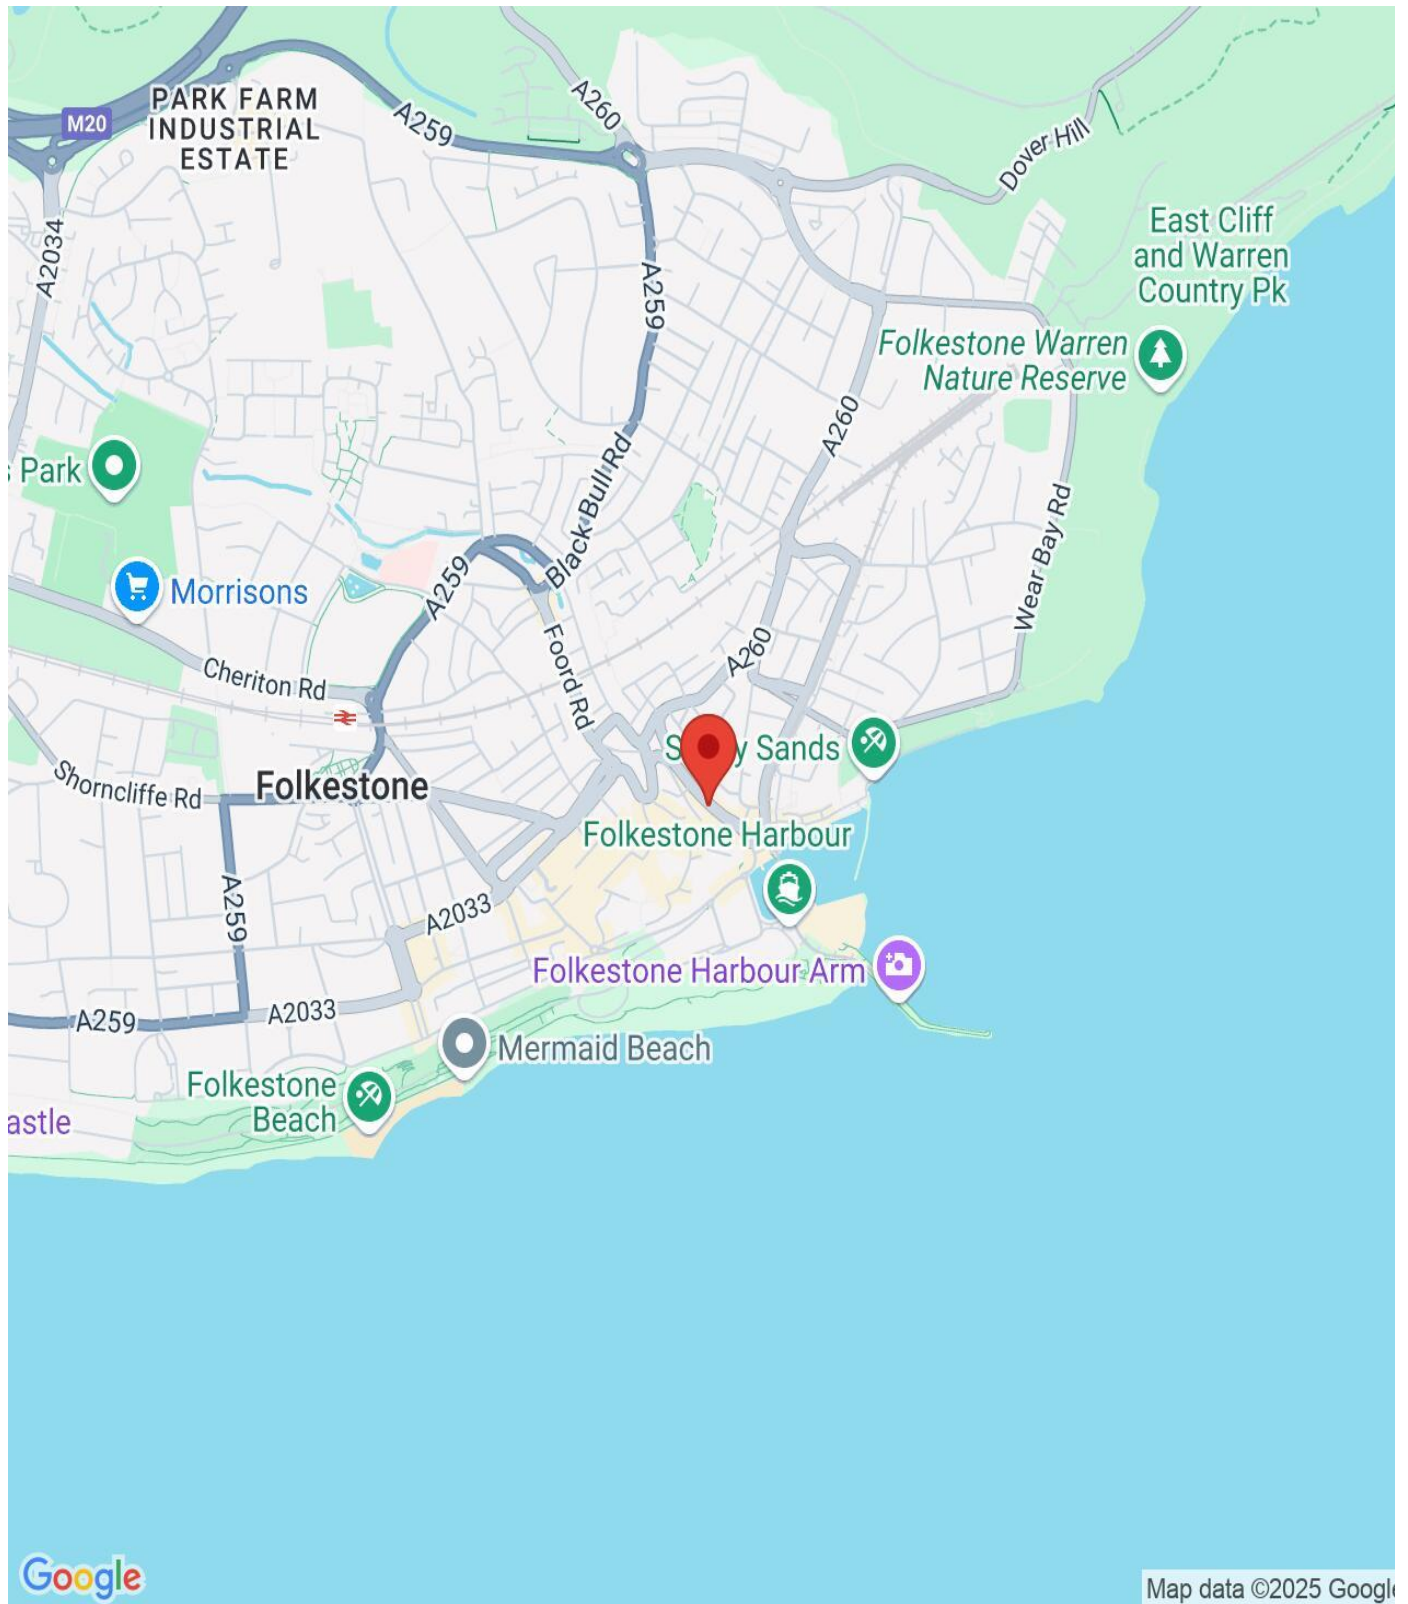 PARK FARM
INDUSTRIAL
ESTATE
M20
A259
A260
Dover Hill
A2034
East Cliff
and Warren
Country Pk
A259
Folkestone Warren
Nature Reserve
A260
Park
Black Bull Rd
Wear Bay Rd
Morrisons
A259
Foord Rd
A260
Cheriton Rd
Sands
Shorncliffe Rd
Folkestone
Folkestone Harbour
A259
A2033
Folkestone Harbour Arm
A259
A2033
Mermaid Beach
Folkestone
Beach
astle
Google
Map data ©2025 Google